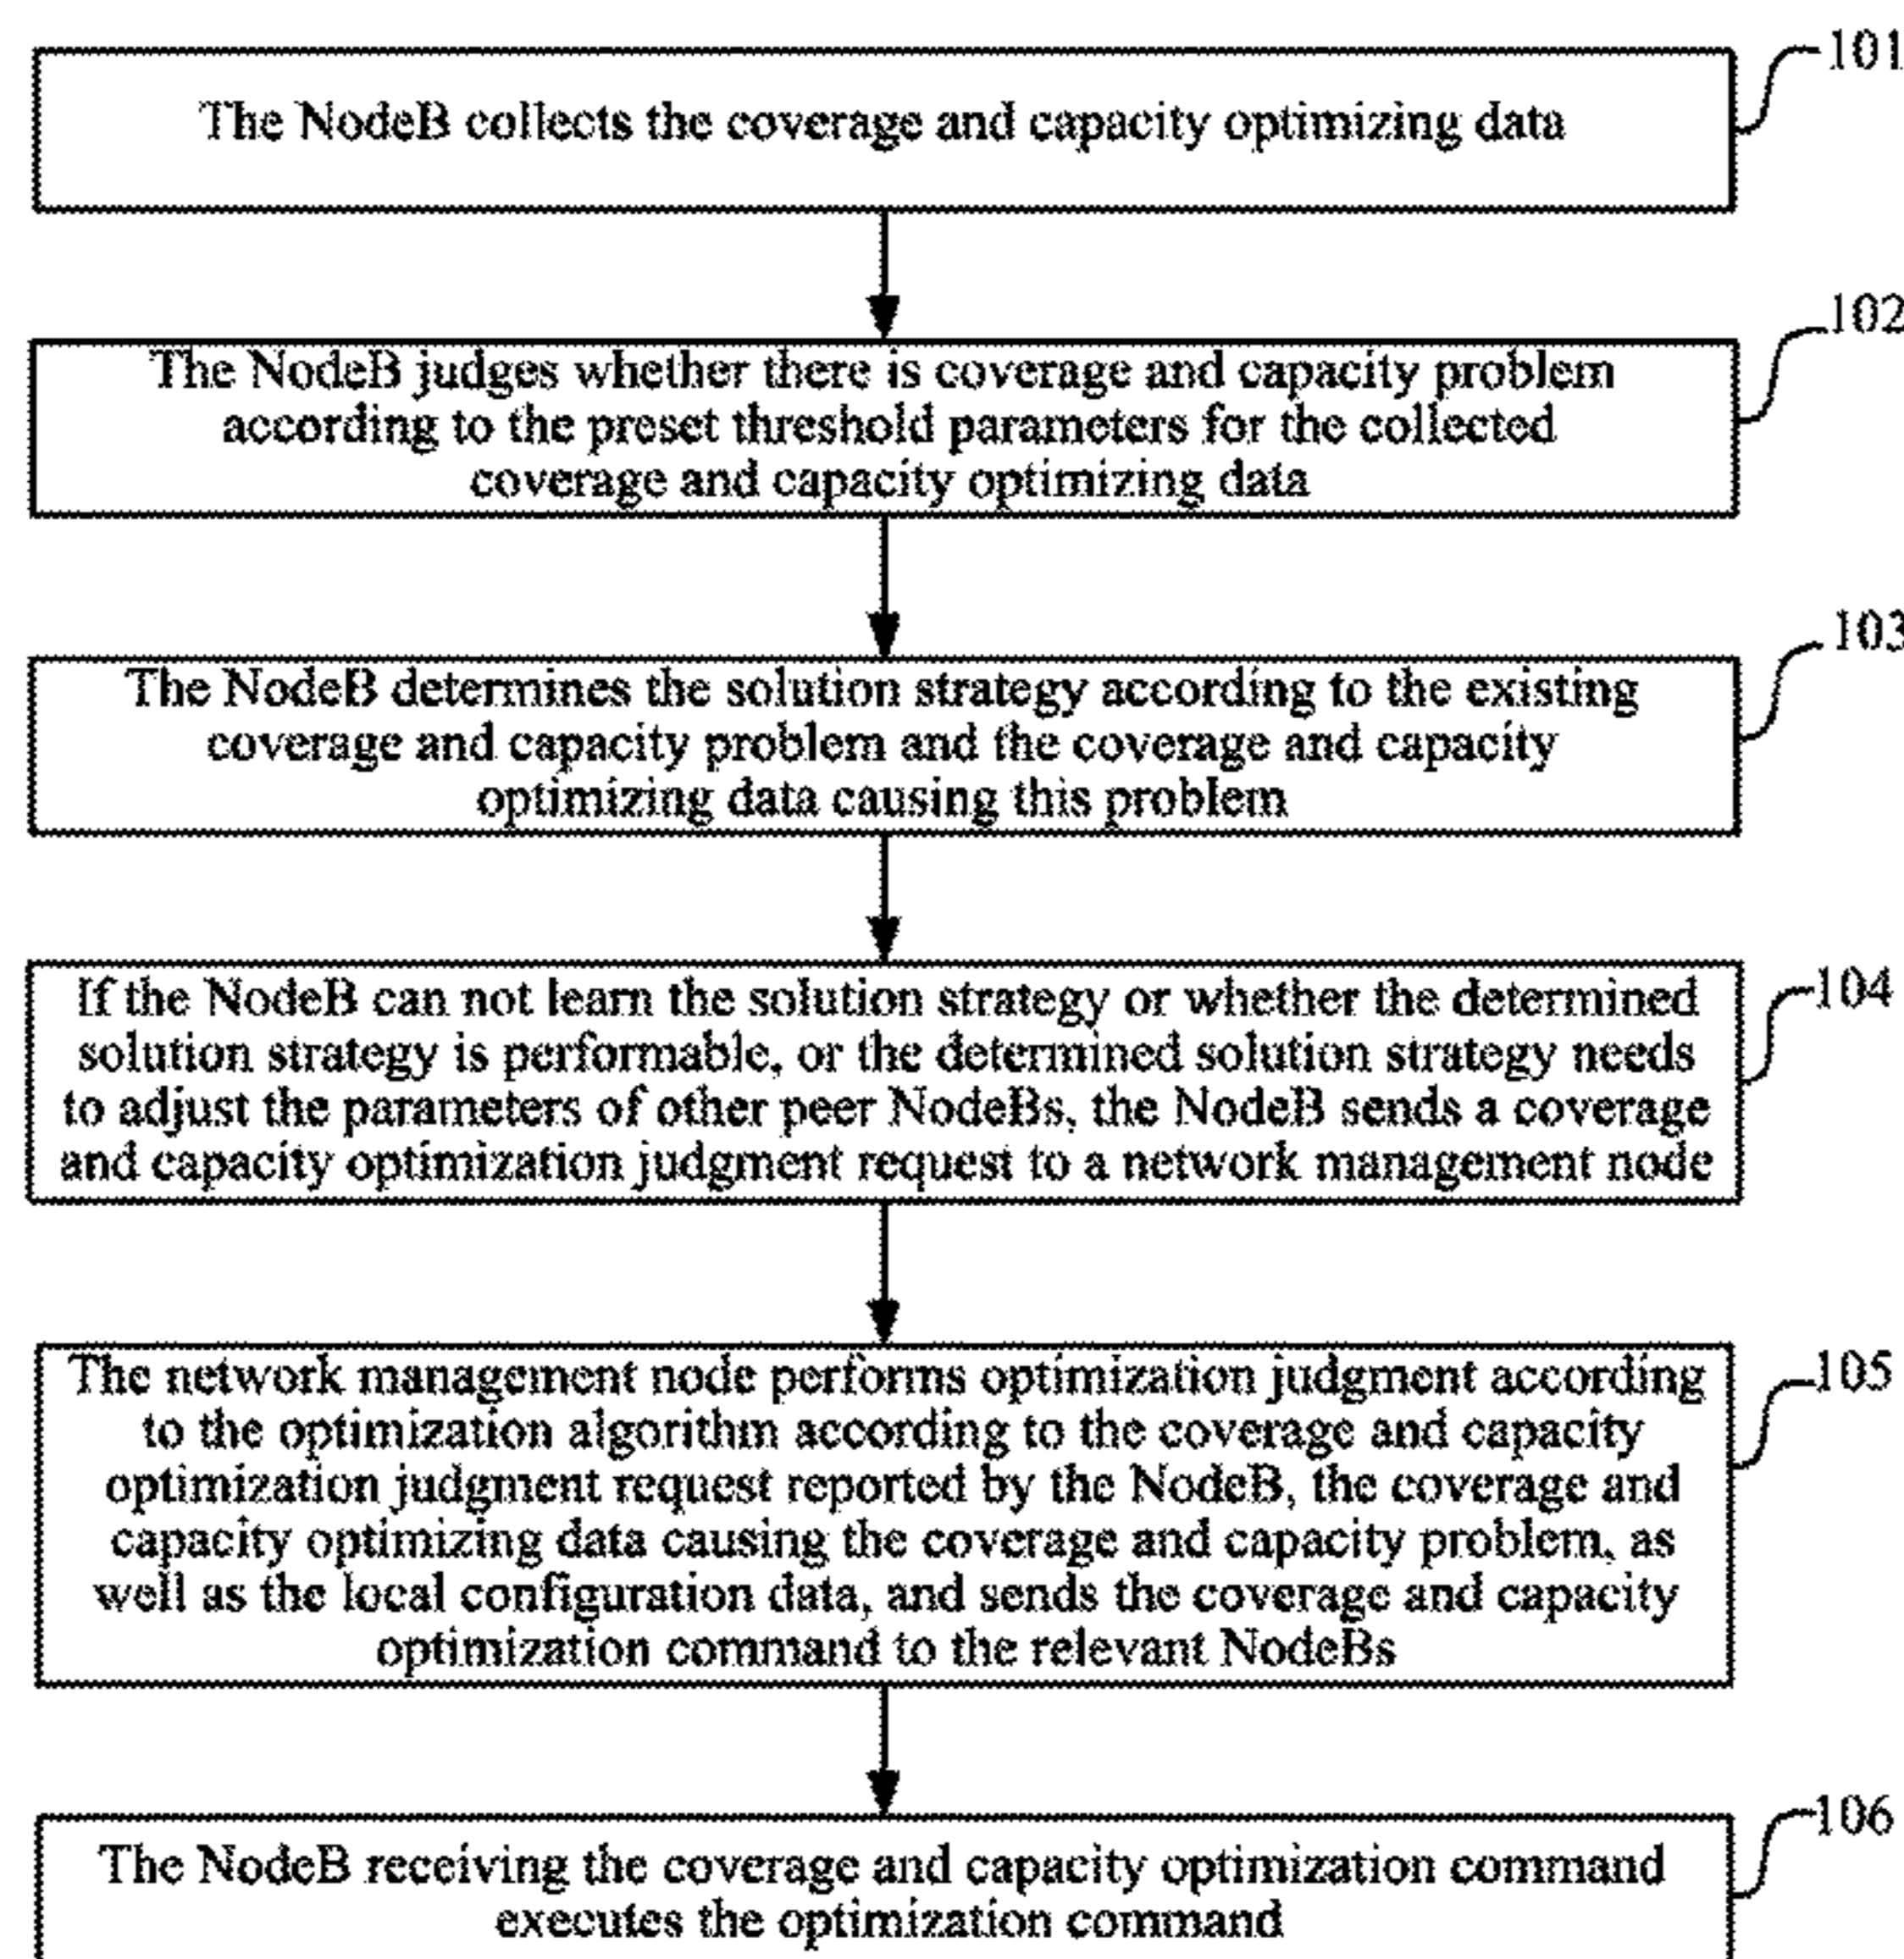 101
The NodeB collects the coverage and capacity optimizing data
102
The NodeB judges whether there is coverage and capacity problem
according to the preset threshold parameters for the collected
coverage and capacity optimizing data
103
The NodeB determines the solution strategy according to the existing
coverage and capacity problem and the coverage and capacity
optimizing data causing this problem
104
If the NodeB can not learn the solution strategy or whether the determined
solution strategy is performable, or the determined solution strategy needs
to adjust the parameters of other peer NodeBs, the NodeB sends a coverage
and capacity optimization judgment request to a network management node
105
The network management node performs optimization judgment according
to the optimization algorithm according to the coverage and capacity
optimization judgment request reported by the NodeB, the coverage and
capacity optimizing data causing the coverage and capacity problem, as
well as the local configuration data, and sends the coverage and capacity
optimization command to the relevant NodeBs
106
The NodeB receiving the coverage and capacity optimization command
executes the optimization command